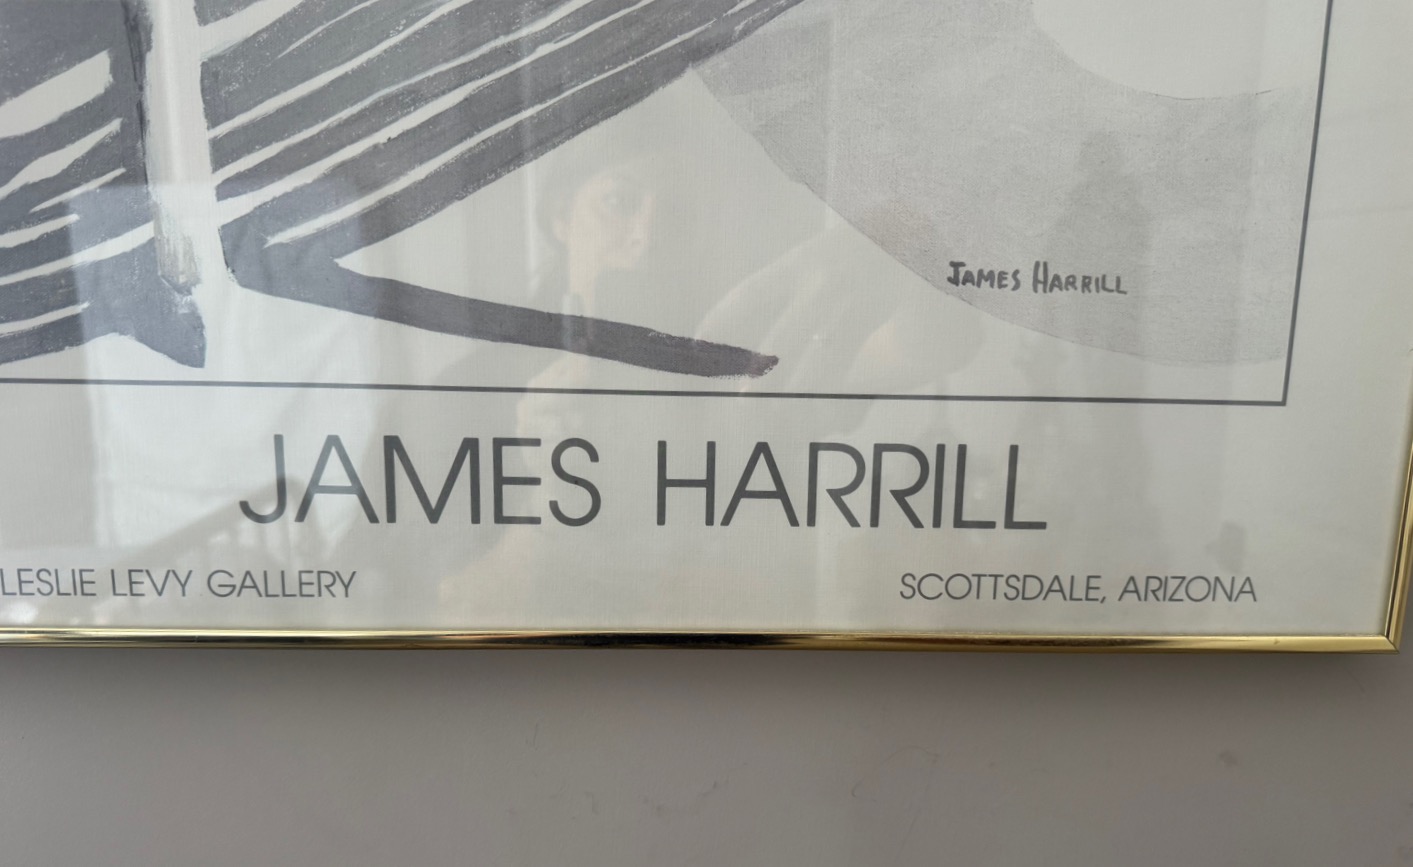 JAMES HARRILL
JAMES HARRILL
LESLIE LEVY GALLERY
SCOTTSDALE, ARIZONA